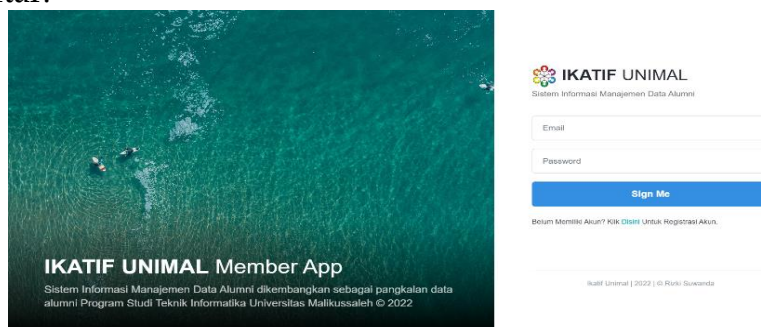 IKATIF UNIMAL Member App
Sistem Informasi Manajemen Data Alumni dikembangkan sebagai pangkalan data
alumni Program Studi Teknik Informatika Universitas Malikussaleh © 2022
IKATIF UNIMAL
Sistem Informasi Manajemen Data Alumni
Email
Password
Sign Me
Belum Memiliki Akun? Klik Disini Untuk Registrasi Akun.
Ikatif Unimal | 2022 | © Rizki Suwanda